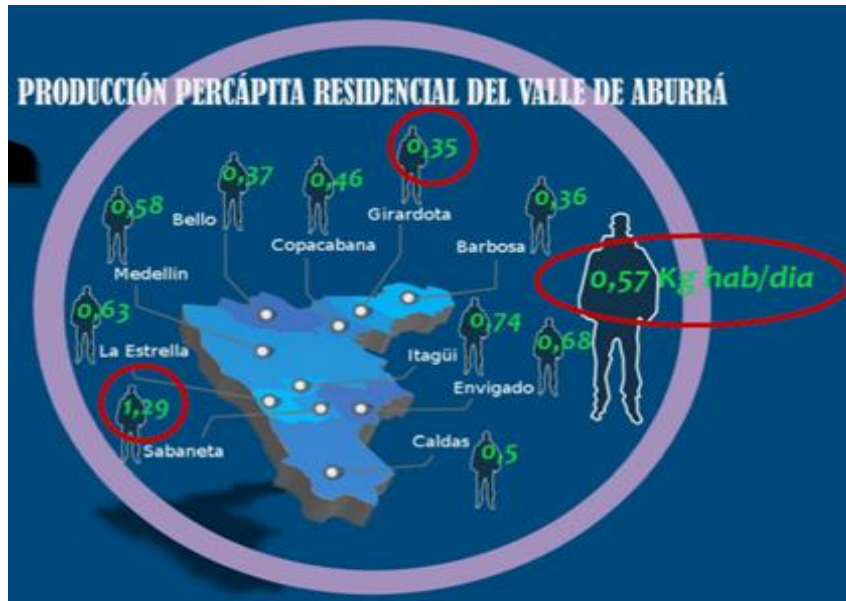 PRODUCCIÓN PERCÁPITA RESIDENCIAL DEL VALLE DE ABURRÁ
0,35
0,37
0,46
Girardota
0,36
0,58
Bello
Copacabana
Barbosa
Medellin
0,57 Kg hab/dia
0,63
0,74
La Estrella
Itagüi
0,68
Envigado
1,29
Sabaneta
Caldas
0,5